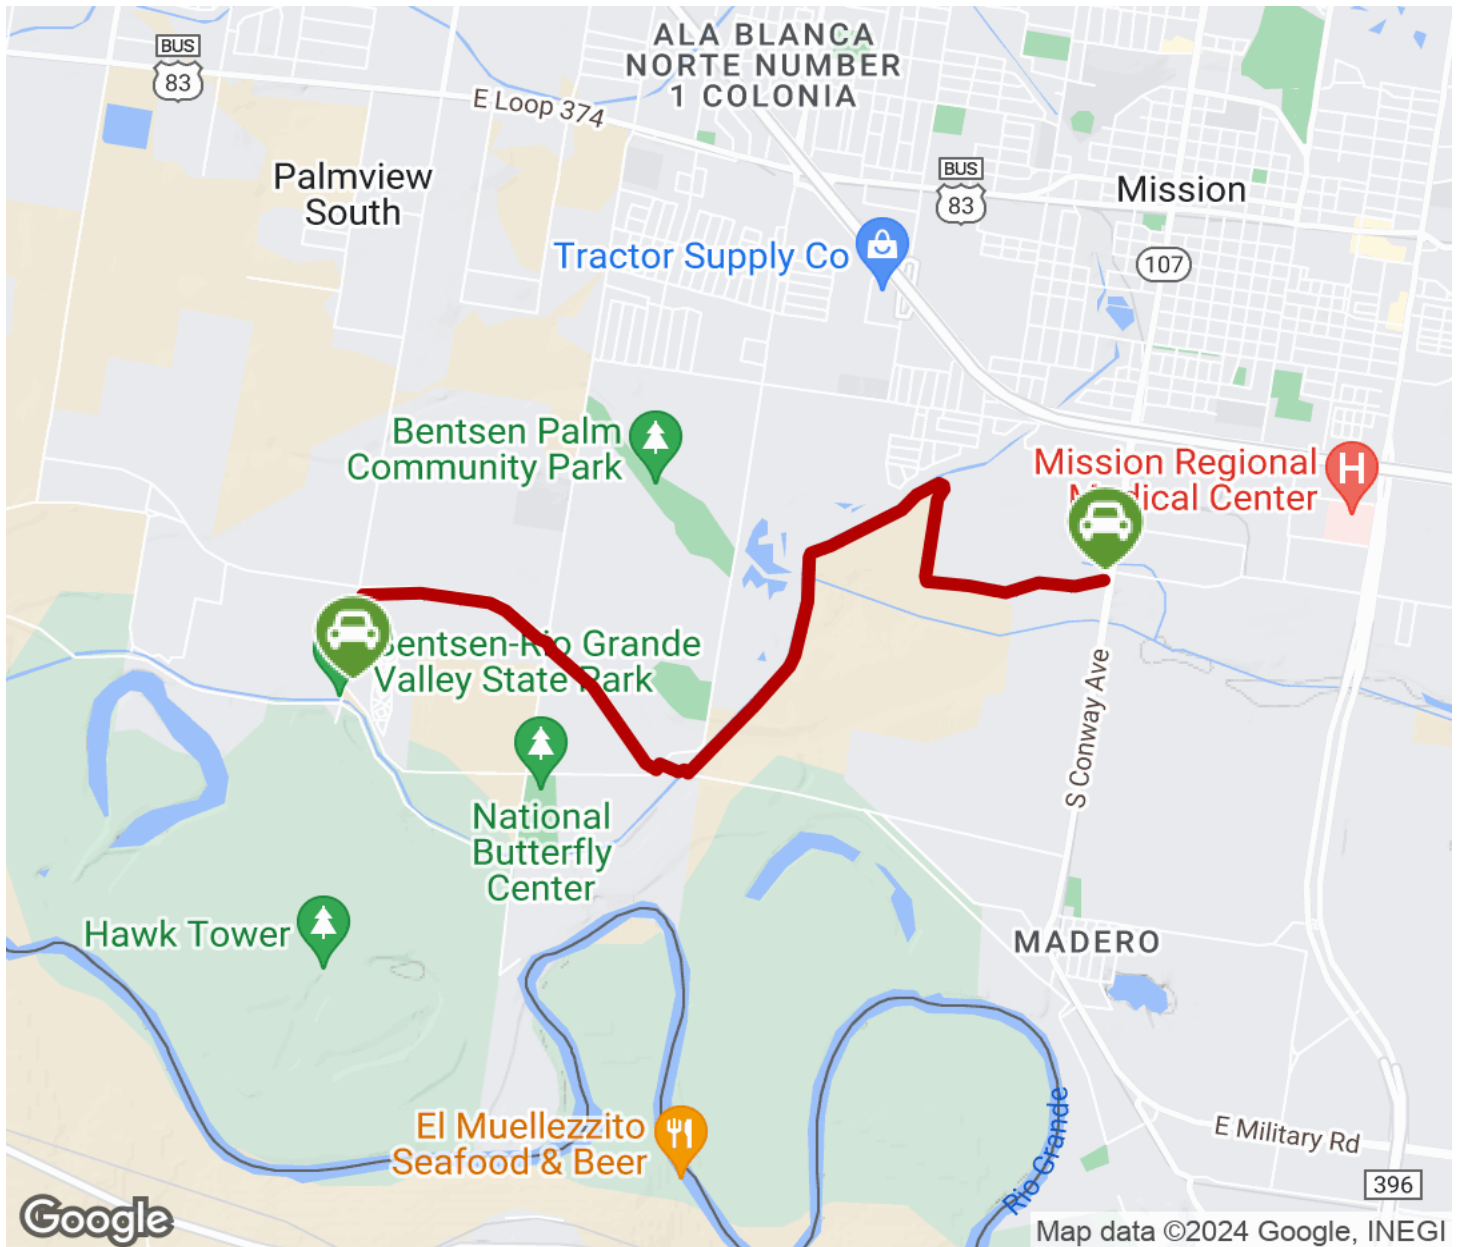 ALA BLANCA
NORTE NUMBER
1 COLONIA
BUS
83
E Loop 374
Palmview
South
BUS
83
Mission
Tractor Supply Co
107
Bentsen Palm
Community Park
Mission Regional
Medical Center
H
Bentsen-Rio Grande
Valley State Park
S Conway Ave
National
Butterfly
Center
Hawk Tower
MADERO
El Muellezzito
Seafood & Beer
Rio Grande
E Military Rd
396
Google
Map data ©2024 Google, INEGI